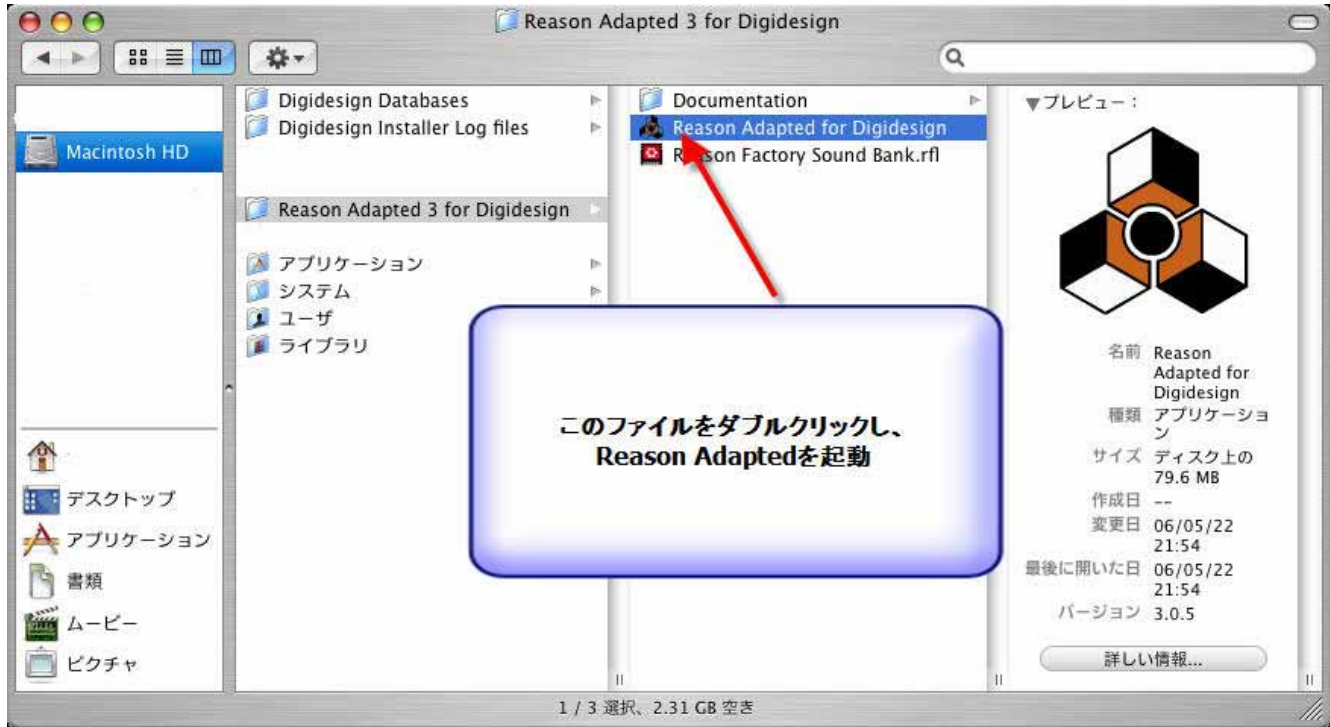 Reason Adapted 3 for Digidesign
Macintosh HD
デスクトップ
アプリケーション
書類
ムービー
ピクチャ
Digidesign Databases
Digidesign Installer Log files
Reason Adapted 3 for Digidesign
アプリケーション
システム
ユーザ
ライブラリ
Documentation
Reason Adapted for Digidesign
Reason Factory Sound Bank.rfl
このファイルをダブルクリックし、
Reason Adaptedを起動
▼プレビュー：
名前 Reason
Adapted for
Digidesign
種類 アプリケーショ
ン
サイズ ディスク上の
79.6 MB
作成日 --
変更日 06/05/22
21:54
最後に開いた日 06/05/22
21:54
バージョン 3.0.5
詳しい情報...
1 / 3 選択、2.31 GB 空き